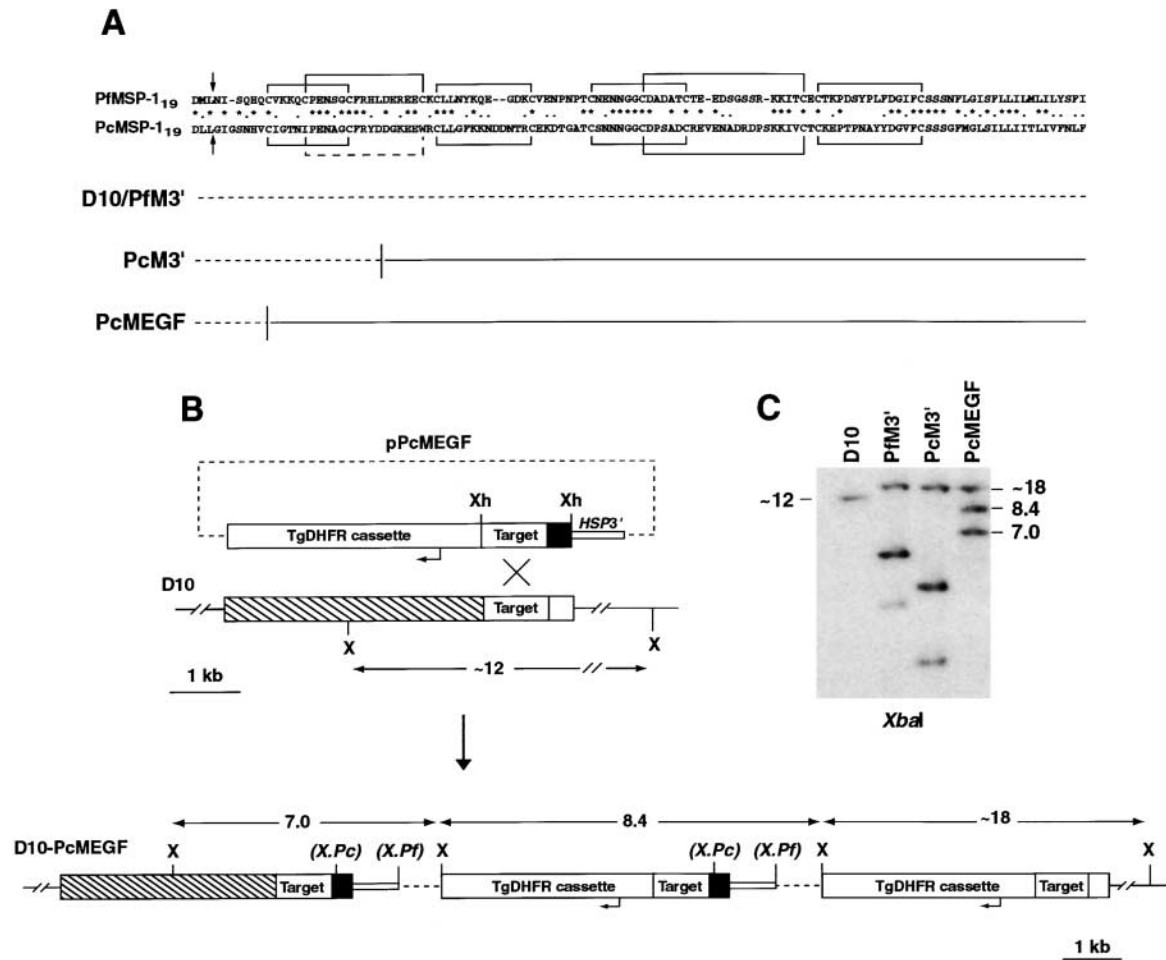 A
PfMSP-1₁₉ DMLNI-SQHQCVKKQCPENSGCFRHLDEREECKCLLNYKQE--GDKCVENPNPTCNENNGGCDADATCTE-EDSGSSR-KKITCECTKPDSYPLFDGIFCSSSNFLGISFLLILMLILYSFI
PcMSP-1₁₉ DLLGIGSNHVCIGTNIPENAGCFRYDDGKEEWRCLLGFKKNDDNTRCEKDTGATCSNNNGGCDPSADCREVENADRDPSKKIVCTCKEPTPNAYYDGVFCSSSGFMGLSILLIITLIVFNLF
D10/PfM3'
PcM3'
PcMEGF
B
pPcMEGF
Xh Xh
HSP3'
TgDHFR cassette Target
D10
Target
X X
~12
1 kb
C
D10 PfM3' PcM3' PcMEGF
~12 ~18
8.4
7.0
XbaI
7.0 8.4 ~18
D10-PcMEGF X (X.Pc) (X.Pf) X (X.Pc) (X.Pf) X X
Target TgDHFR cassette Target TgDHFR cassette Target
1 kb